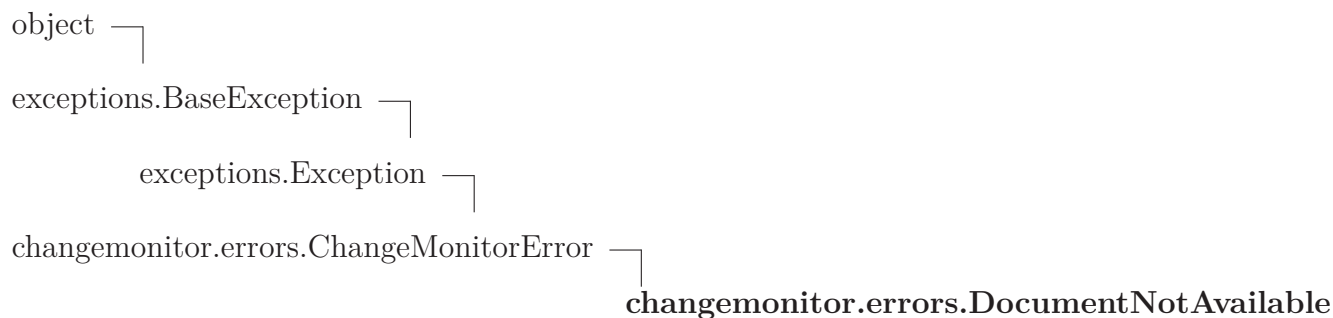 object
exceptions.BaseException
exceptions.Exception
changemonitor.errors.ChangeMonitorError
changemonitor.errors.DocumentNotAvailable